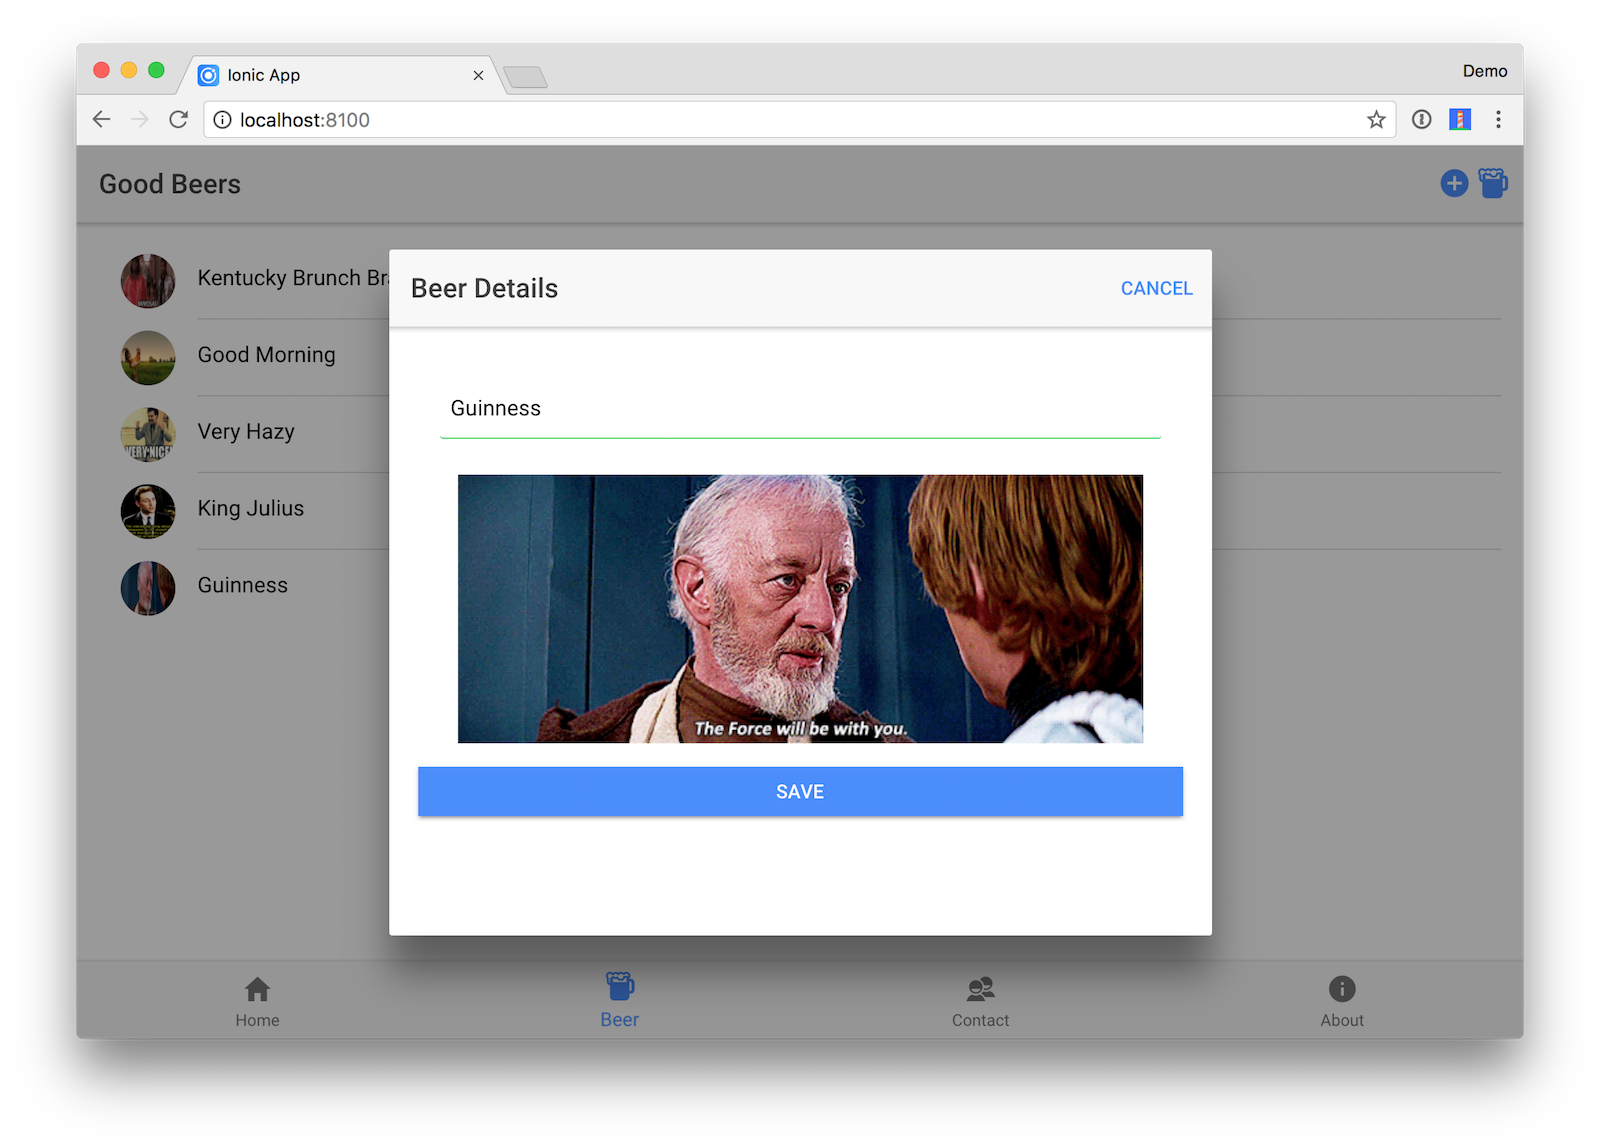 Ionic App
Demo
localhost:8100
Good Beers
Kentucky Brunch Br
Beer Details
CANCEL
Good Morning
Guinness
Very Hazy
VERY NICE
King Julius
Guinness
The Force will be with you.
SAVE
Home
Beer
Contact
About